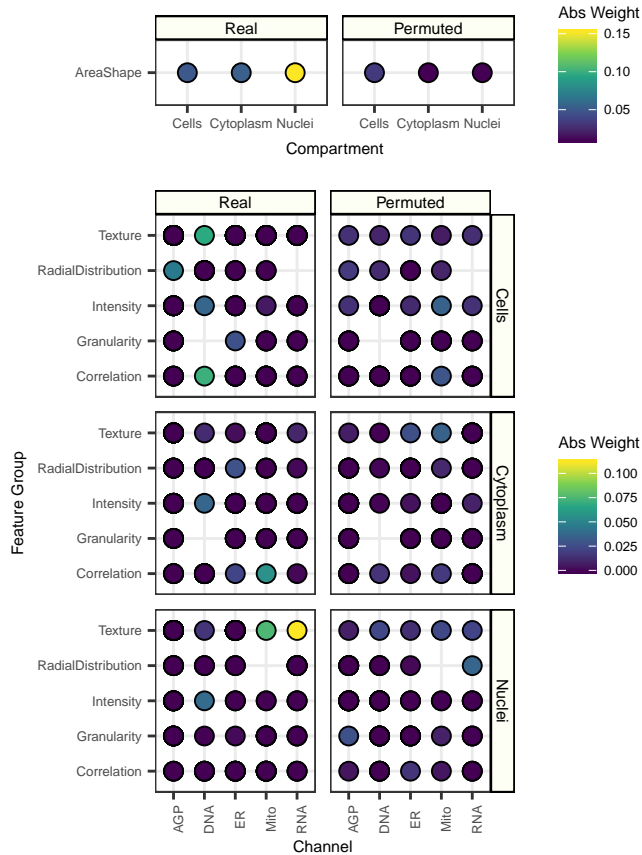 Real Permuted
AreaShape
Cells Cytoplasm Nuclei Cells Cytoplasm Nuclei
Compartment
Abs Weight
0.15
0.10
0.05
Real Permuted
Texture
RadialDistribution
Intensity
Granularity
Correlation
Cells
Texture
RadialDistribution
Intensity
Granularity
Correlation
Cytoplasm
Texture
RadialDistribution
Intensity
Granularity
Correlation
Nuclei
Feature Group
AGP DNA ER Mito RNA AGP DNA ER Mito RNA
Channel
Abs Weight
0.100
0.075
0.050
0.025
0.000